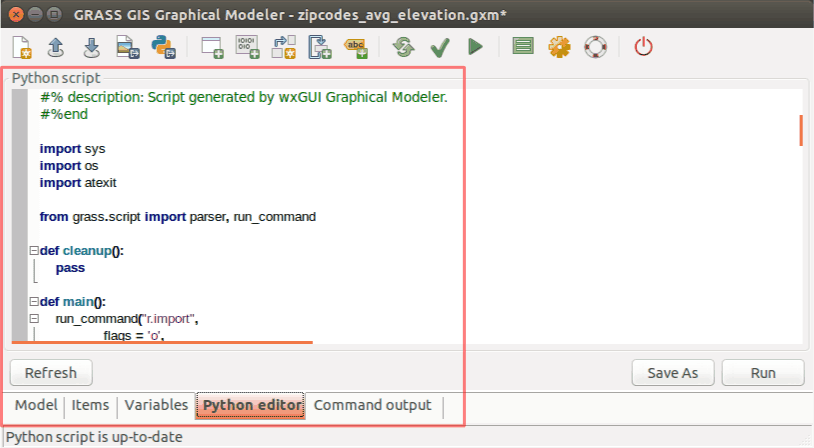 GRASS GIS Graphical Modeler - zipcodes_avg_elevation.gxm*
Python script
#% description: Script generated by wxGUI Graphical Modeler.
#%end
import sys
import os
import atexit
from grass.script import parser, run_command
def cleanup():
pass
def main():
run_command("r.import",
flags = 'o',
Refresh Save As Run
Model Items Variables Python editor Command output
Python script is up-to-date